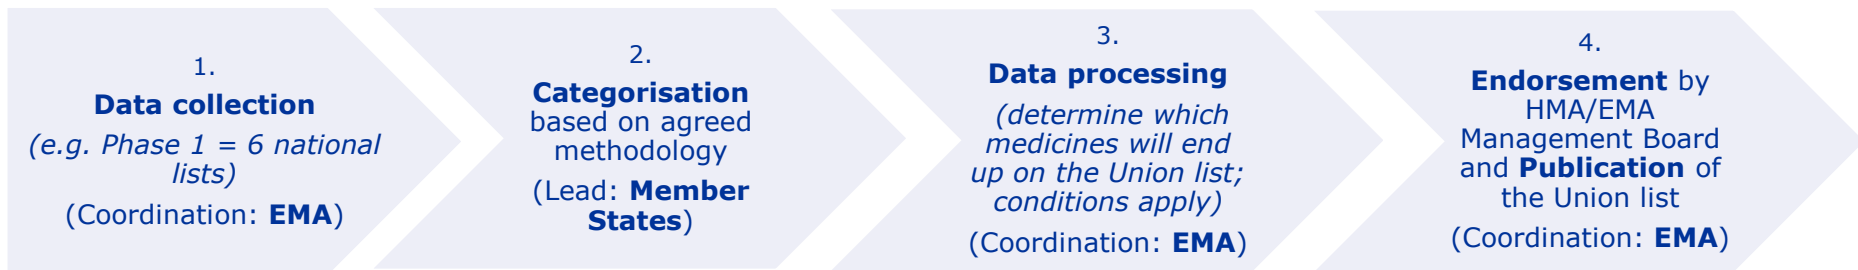 1.
Data collection
(e.g. Phase 1 = 6 national
lists)
(Coordination: EMA)
2.
Categorisation
based on agreed
methodology
(Lead: Member
States)
3.
Data processing
(determine which
medicines will end
up on the Union list;
conditions apply)
(Coordination: EMA)
4.
Endorsement by
HMA/EMA
Management Board
and Publication of
the Union list
(Coordination: EMA)